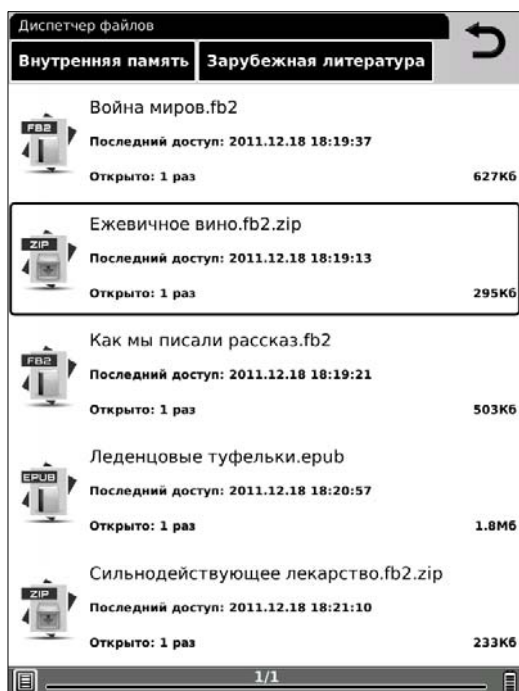 Диспетчер файлов
Внутренняя память Зарубежная литература
Война миров.fb2
FB2
Последний доступ: 2011.12.18 18:19:37
Открыто: 1 раз 627Кб
Ежевичное вино.fb2.zip
ZIP
Последний доступ: 2011.12.18 18:19:13
Открыто: 1 раз 295Кб
Как мы писали рассказ.fb2
FB2
Последний доступ: 2011.12.18 18:19:21
Открыто: 1 раз 503Кб
Леденцовые туфельки.epub
EPUB
Последний доступ: 2011.12.18 18:20:57
Открыто: 1 раз 1.8Мб
Сильнодействующее лекарство.fb2.zip
ZIP
Последний доступ: 2011.12.18 18:21:10
Открыто: 1 раз 233Кб
1/1